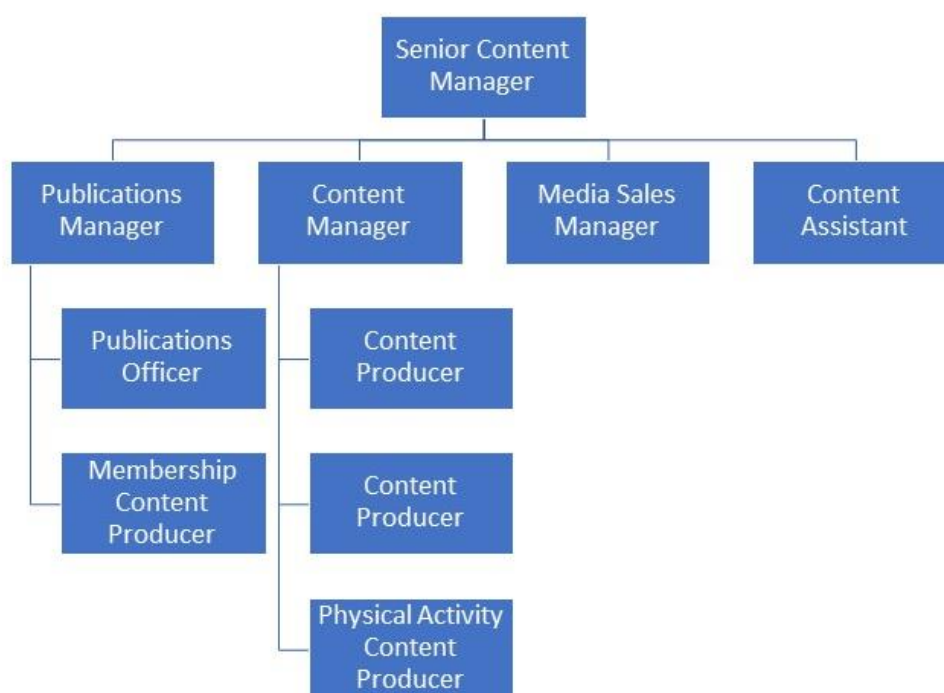 Senior Content
Manager
Publications
Manager
Content
Manager
Media Sales
Manager
Content
Assistant
Publications
Officer
Content
Producer
Membership
Content
Producer
Content
Producer
Physical Activity
Content
Producer